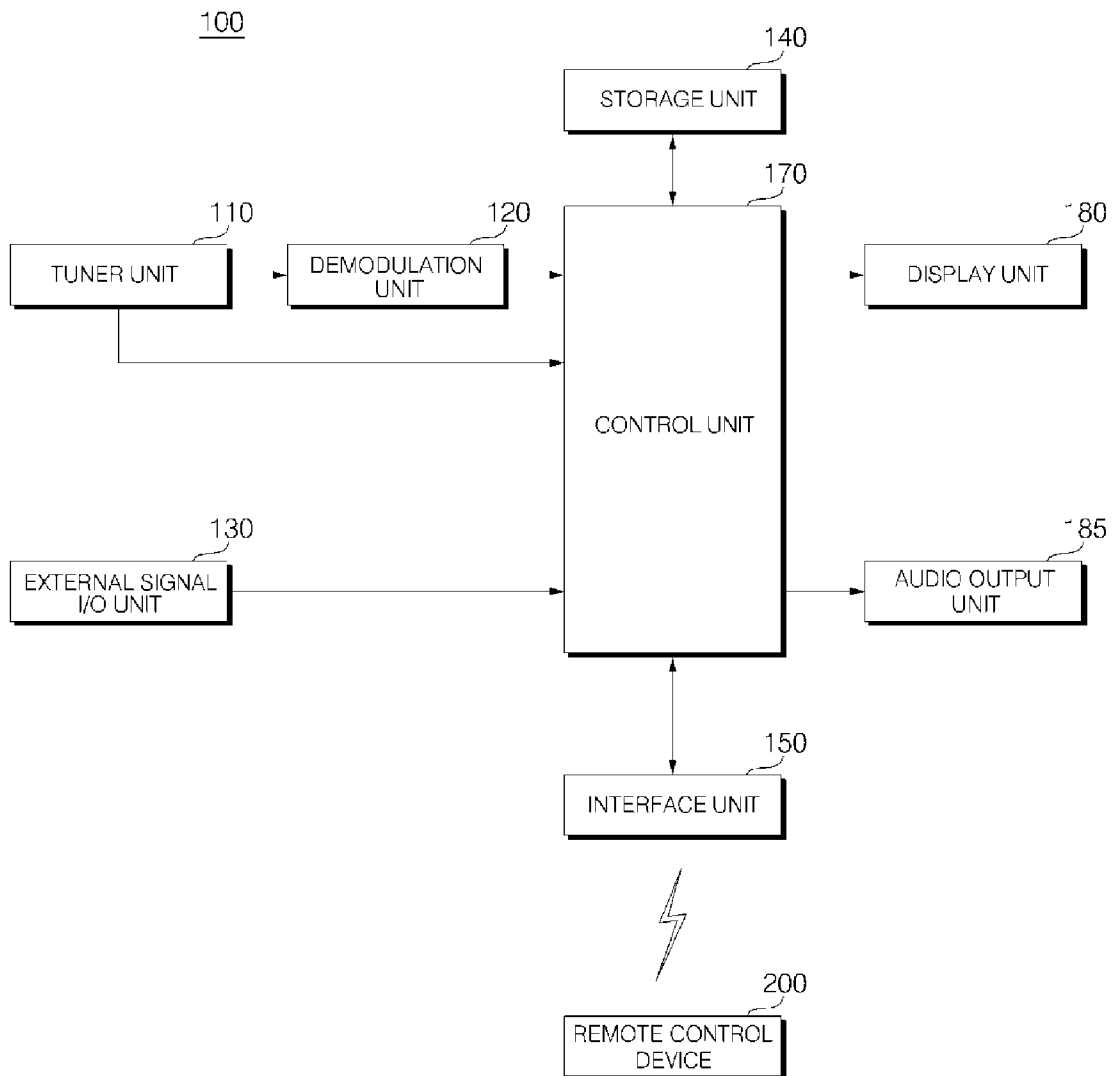 100
140
STORAGE UNIT
170
110
120
80
TUNER UNIT
DEMODULATION
UNIT
DISPLAY UNIT
CONTROL UNIT
130
85
EXTERNAL SIGNAL
I/O UNIT
AUDIO OUTPUT
UNIT
150
INTERFACE UNIT
200
REMOTE CONTROL
DEVICE